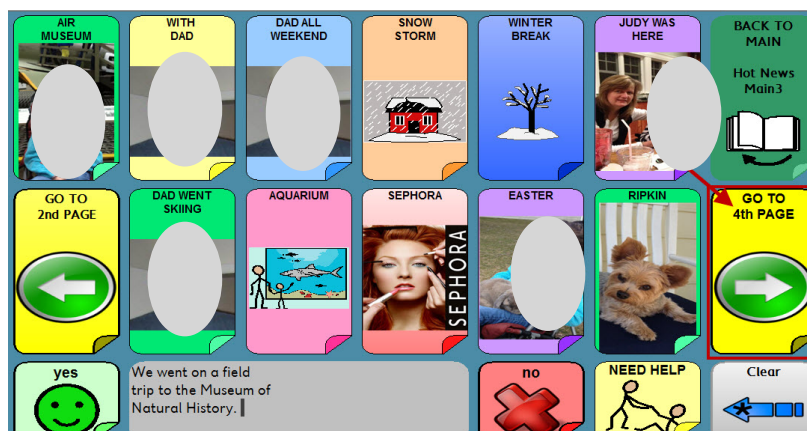 AIR
MUSEUM
WITH
DAD
DAD ALL
WEEKEND
SNOW
STORM
WINTER
BREAK
JUDY WAS
HERE
BACK TO
MAIN
Hot News
Main3
GO TO
2nd PAGE
DAD WENT
SKIING
AQUARIUM
SEPHORA
SEPHORA
EASTER
RIPKIN
GO TO
4th PAGE
yes
We went on a field
trip to the Museum of
Natural History.
no
NEED HELP
Clear